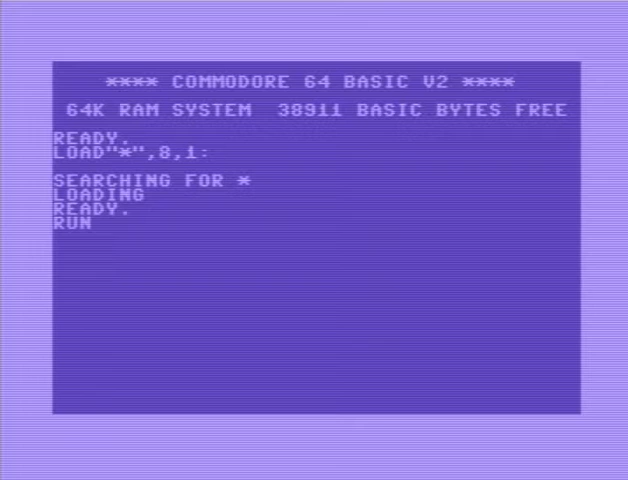 **** COMMODORE 64 BASIC V2 ****
64K RAM SYSTEM  38911 BASIC BYTES FREE
READY.
LOAD"*",8,1:
SEARCHING FOR *
LOADING
READY.
RUN